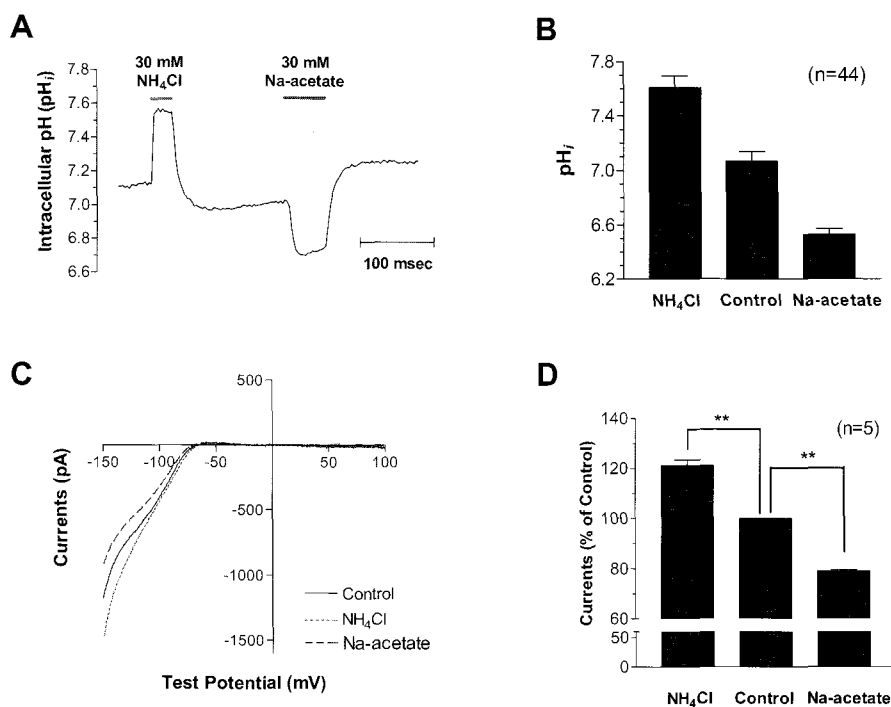 A
30 mM
NH₄Cl
30 mM
Na-acetate
Intracellular pH (pHi)
7.8
7.6
7.4
7.2
7.0
6.8
6.6
100 msec
B
(n=44)
pHi
7.8
7.4
7.0
6.6
6.2
NH₄Cl
Control
Na-acetate
C
Currents (pA)
500
-150
-100
-50
50
100
-500
-1000
-1500
Control
NH₄Cl
Na-acetate
Test Potential (mV)
D
(n=5)
**
**
Currents (% of Control)
140
120
100
80
60
50
0
NH₄Cl
Control
Na-acetate